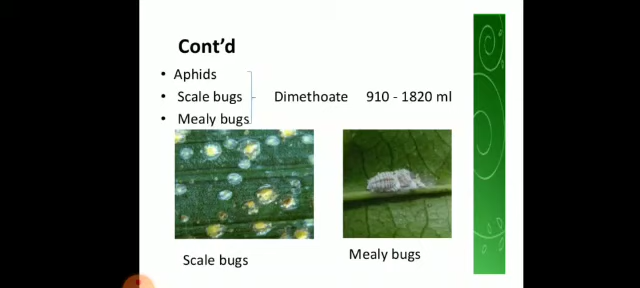 Cont'd
• Aphids
• Scale bugs Dimethoate 910 - 1820 ml
• Mealy bugs
Scale bugs Mealy bugs